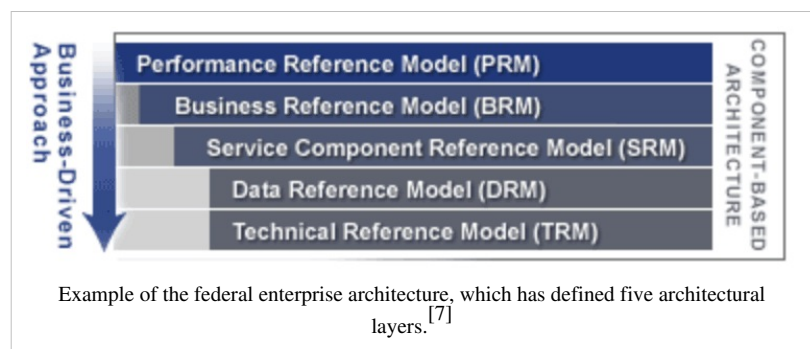 Business-Driven
Approach
Performance Reference Model (PRM)
Business Reference Model (BRM)
Service Component Reference Model (SRM)
Data Reference Model (DRM)
Technical Reference Model (TRM)
COMPONENT-BASED
ARCHITECTURE
Example of the federal enterprise architecture, which has defined five architectural
layers.[7]